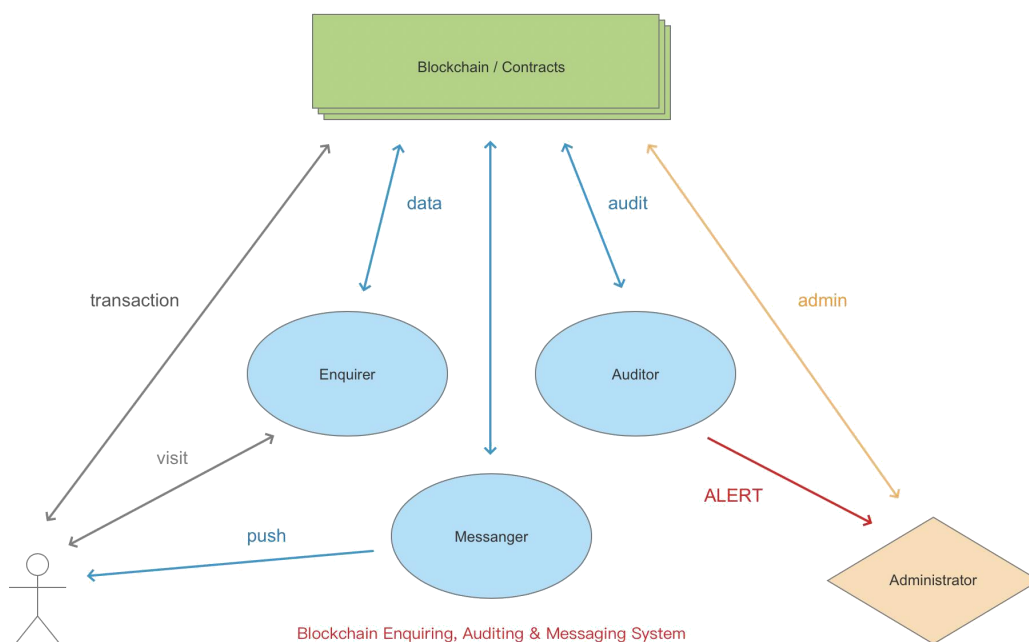 Blockchain / Contracts
data
audit
transaction
admin
Enquirer
Auditor
visit
ALERT
push
Messanger
Administrator
Blockchain Enquiring, Auditing & Messaging System